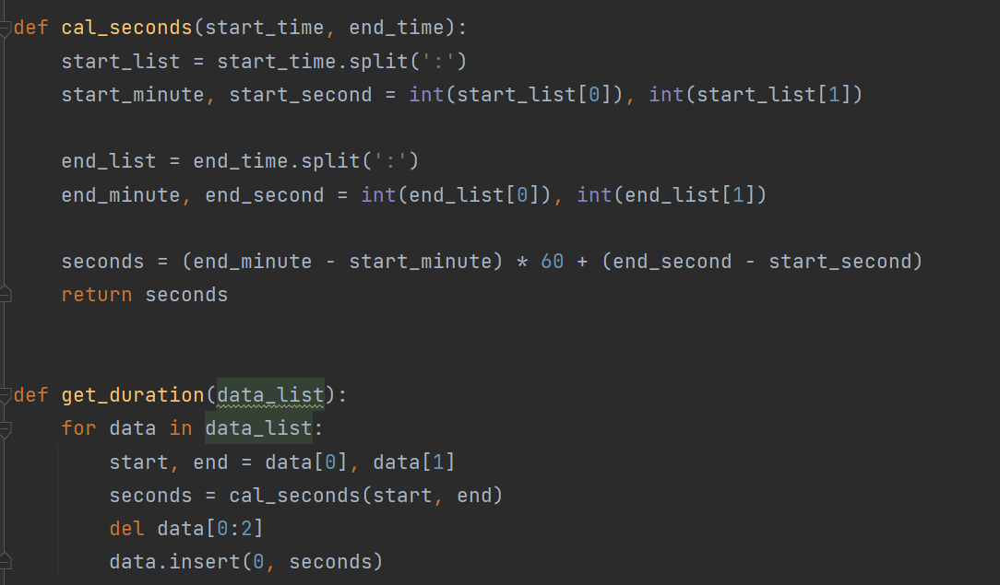 def cal_seconds(start_time, end_time):
    start_list = start_time.split(':')
    start_minute, start_second = int(start_list[0]), int(start_list[1])
    end_list = end_time.split(':')
    end_minute, end_second = int(end_list[0]), int(end_list[1])
    seconds = (end_minute - start_minute) * 60 + (end_second - start_second)
    return seconds
def get_duration(data_list):
    for data in data_list:
        start, end = data[0], data[1]
        seconds = cal_seconds(start, end)
        del data[0:2]
        data.insert(0, seconds)